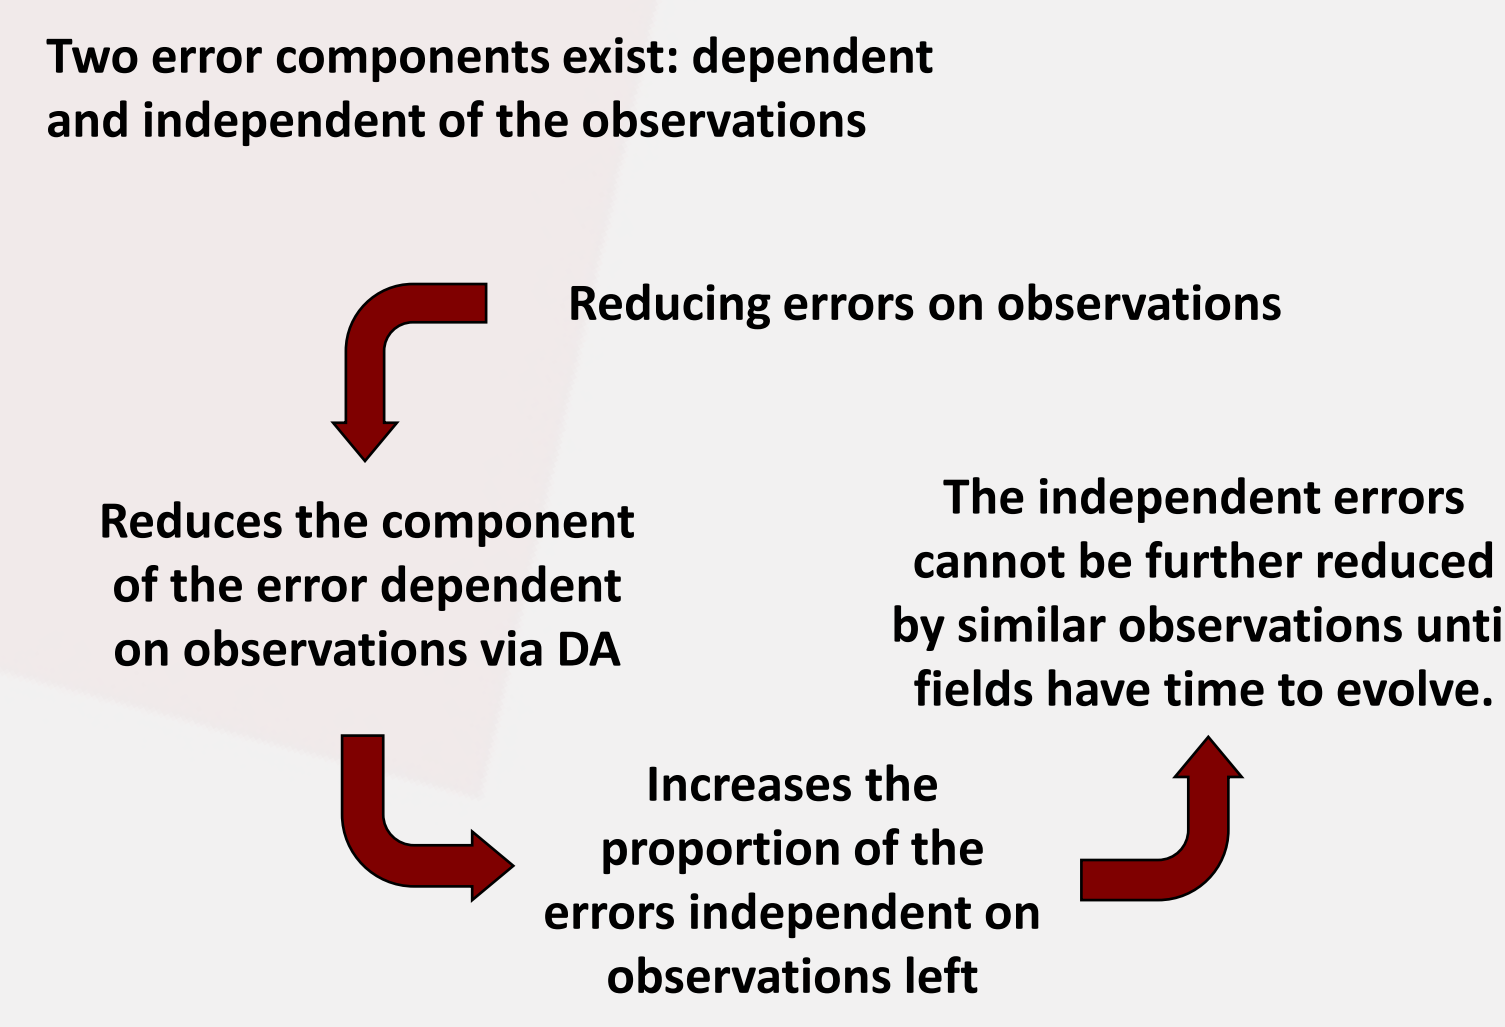 Two error components exist: dependent
and independent of the observations
Reducing errors on observations
Reduces the component
of the error dependent
on observations via DA
Increases the
proportion of the
errors independent on
observations left
The independent errors
cannot be further reduced
by similar observations unti
fields have time to evolve.